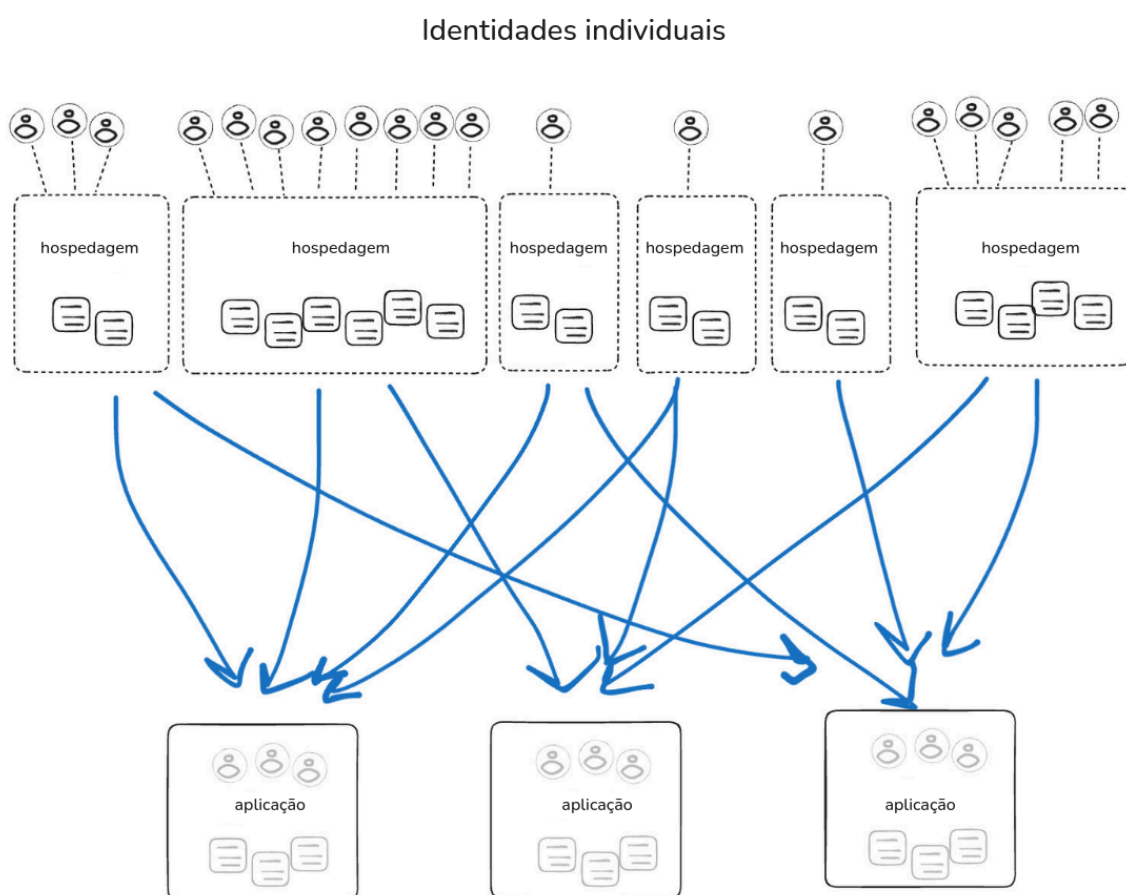 Identidades individuais
hospedagem
hospedagem
hospedagem
hospedagem
hospedagem
hospedagem
aplicação
aplicação
aplicação